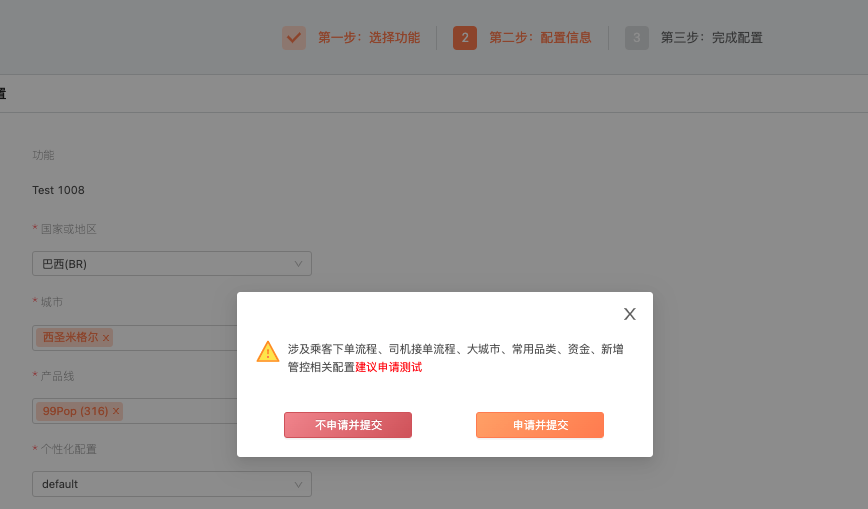 第一步：选择功能
2
第二步：配置信息
3
第三步：完成配置
置
功能
Test 1008
* 国家或地区
巴西(BR)
* 城市
西圣米格尔 ×
* 产品线
99Pop (316) ×
* 个性化配置
default
X
涉及乘客下单流程、司机接单流程、大城市、常用品类、资金、新增
管控相关配置建议申请测试
不申请并提交
申请并提交